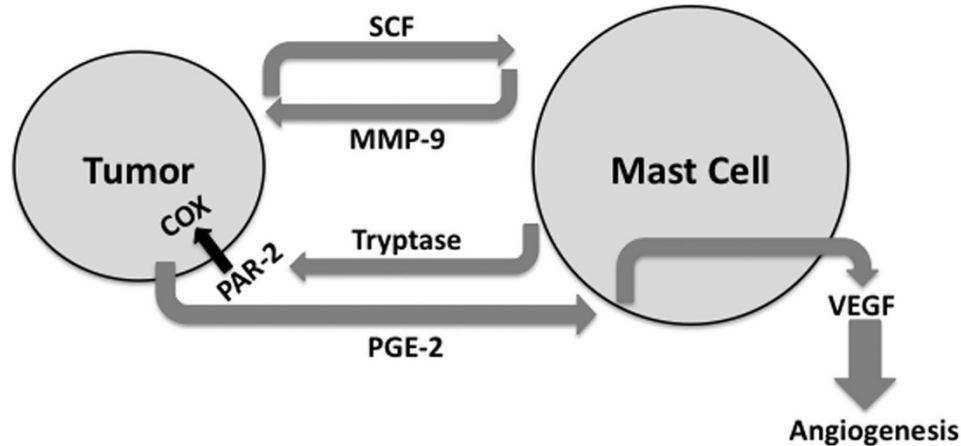 SCF
MMP-9
Tumor
Mast Cell
COX
PAR-2
Tryptase
PGE-2
VEGF
Angiogenesis